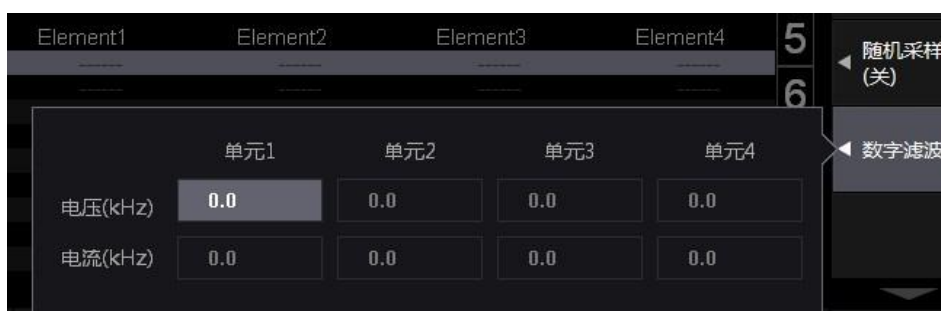 Element1 Element2 Element3 Element4 5
随机采样
(关)
6
单元1 单元2 单元3 单元4
数字滤波
电压(kHz) 0.0 0.0 0.0 0.0
电流(kHz) 0.0 0.0 0.0 0.0